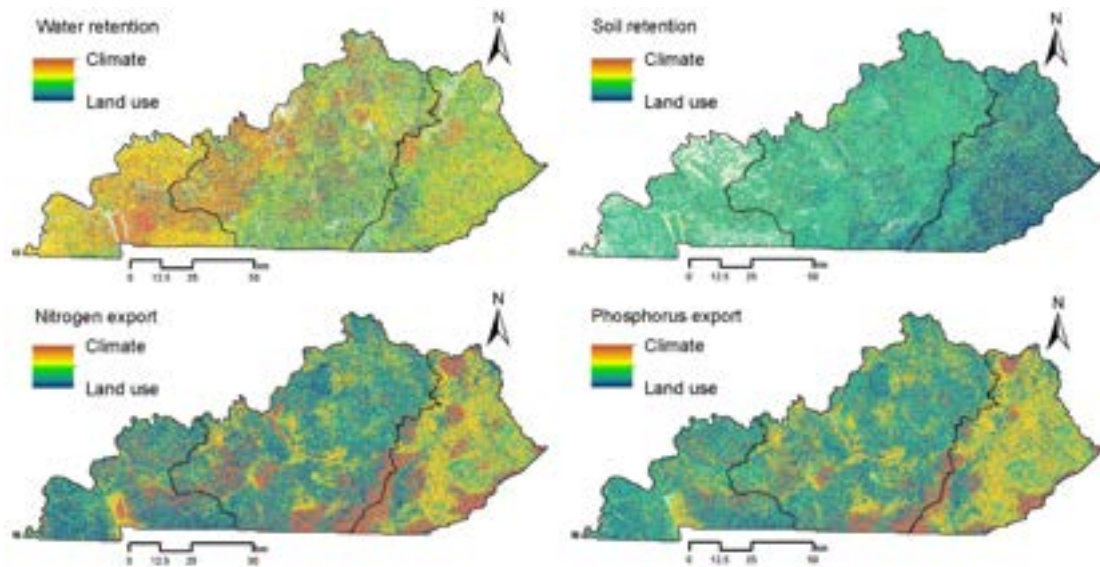 Water retention
N
Climate
Land use
0 12.5 25 50
Soil retention
N
Climate
Land use
0 12.5 25 50
Nitrogen export
N
Climate
Land use
0 12.5 25 50
Phosphorus export
N
Climate
Land use
0 12.5 25 50